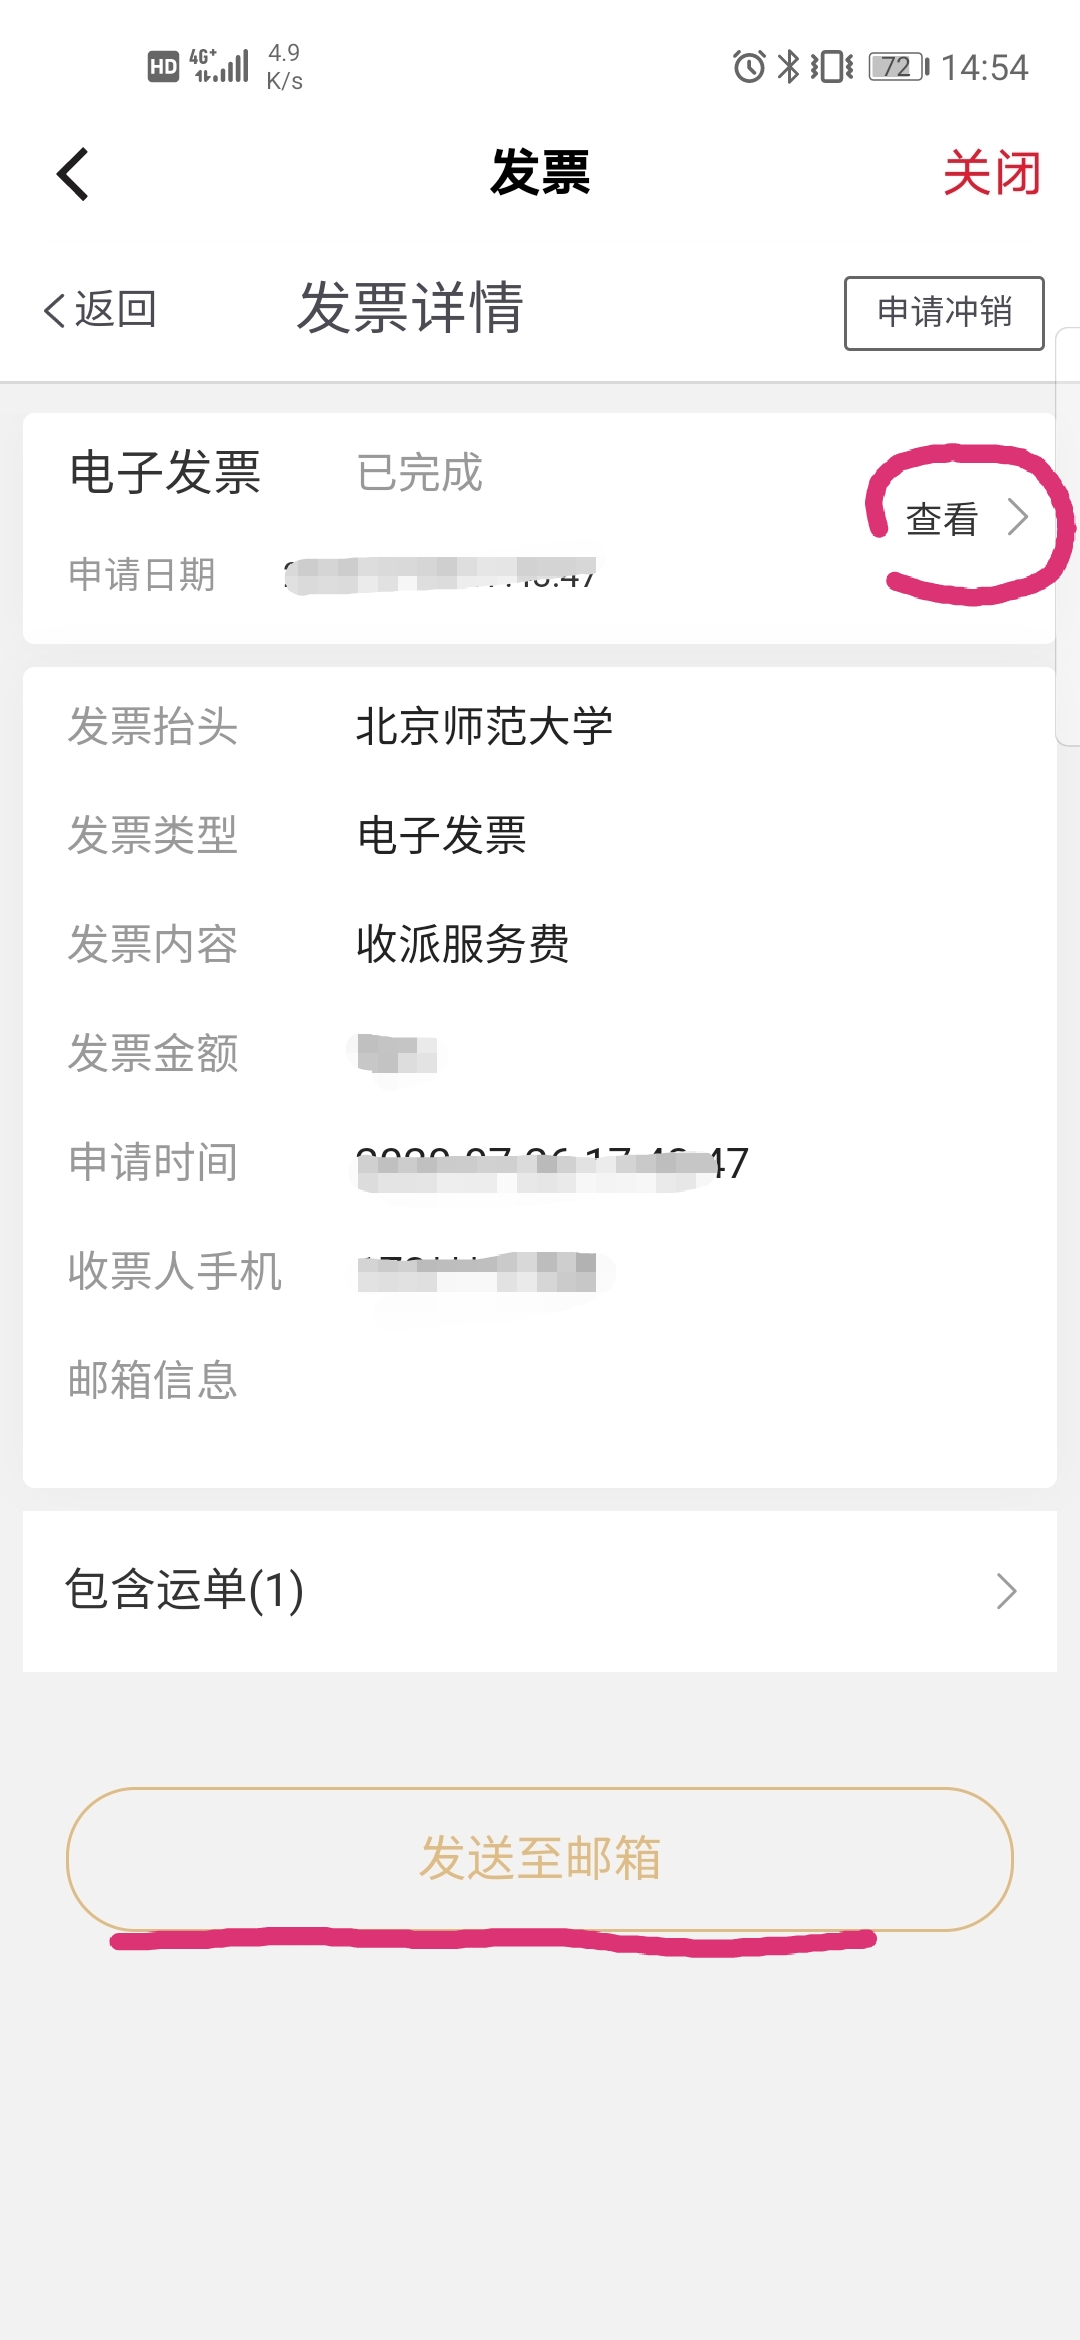 HD 4G+ 4.9 K/s 72 14:54
发票 关闭
返回 发票详情 申请冲销
电子发票 已完成
查看
申请日期
发票抬头 北京师范大学
发票类型 电子发票
发票内容 收派服务费
发票金额
申请时间 47
收票人手机
邮箱信息
包含运单(1)
发送至邮箱